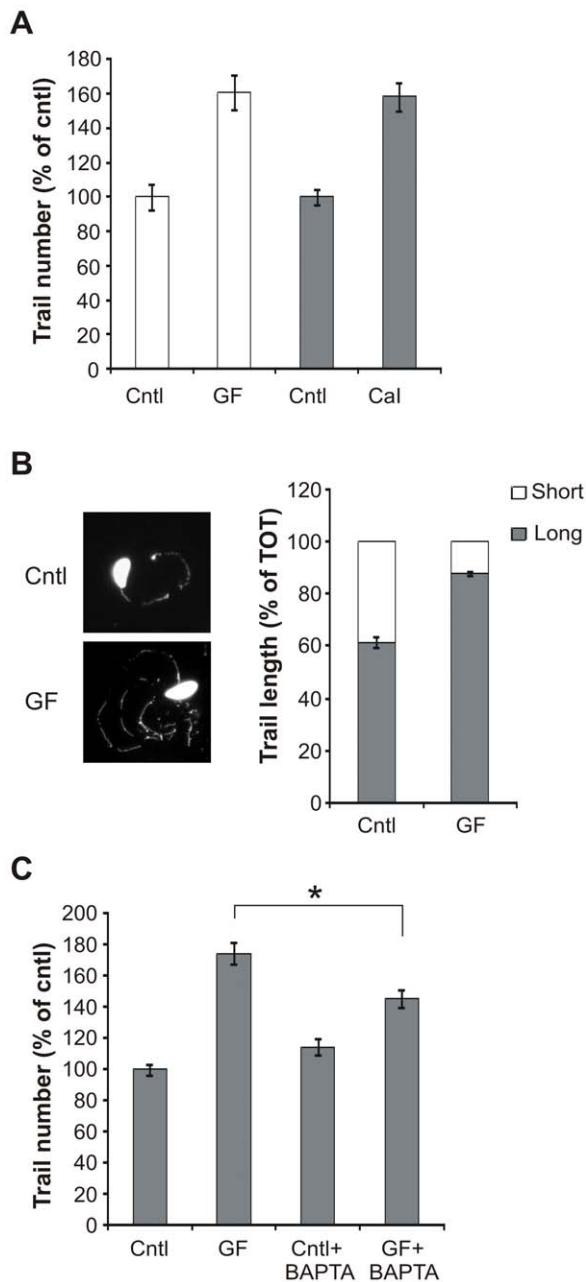 A
Trail number (% of cntl)
180
160
140
120
100
80
60
40
20
0
Cntl GF Cntl Cal
B
Cntl
GF
Trail length (% of TOT)
120
100
80
60
40
20
0
Cntl GF
Short
Long
C
Trail number (% of cntl)
200
180
160
140
120
100
80
60
40
20
0
*
Cntl GF Cntl+ GF+
BAPTA BAPTA